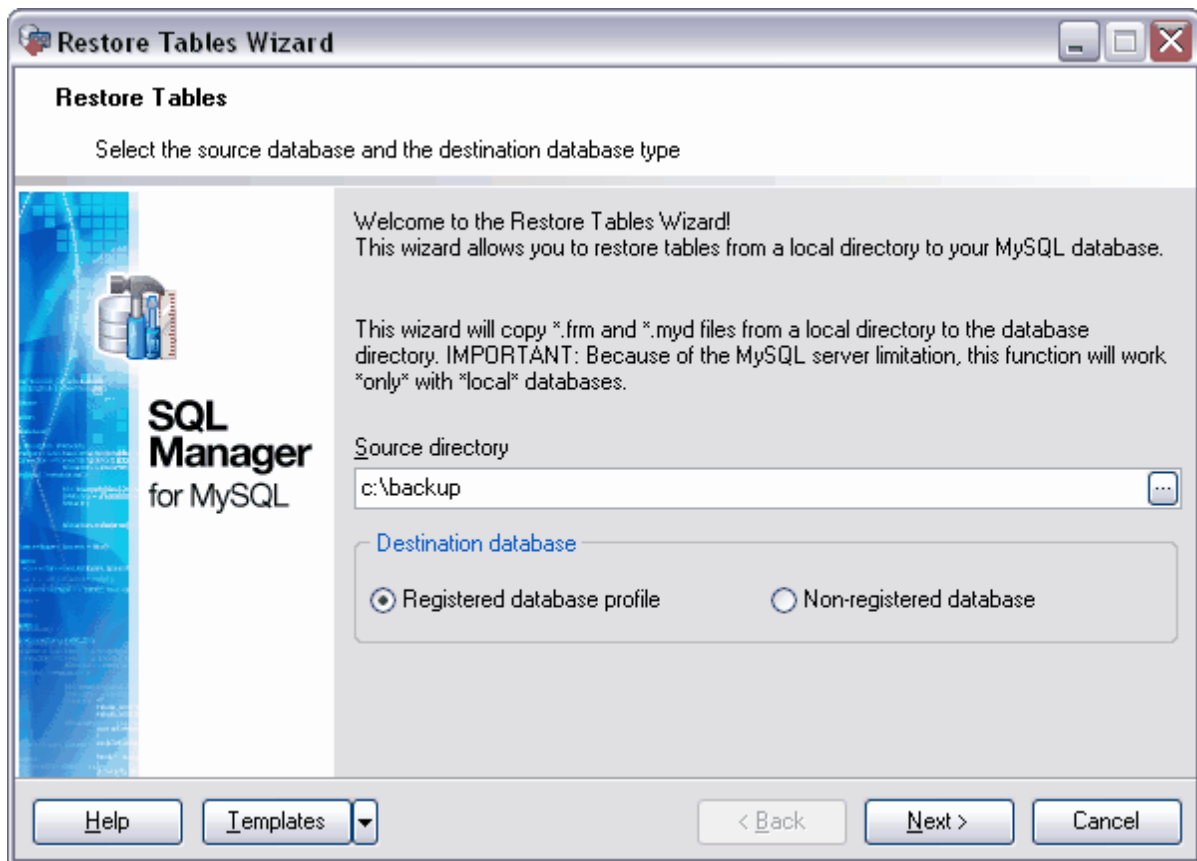 Restore Tables Wizard
Restore Tables
Select the source database and the destination database type
Welcome to the Restore Tables Wizard!
This wizard allows you to restore tables from a local directory to your MySQL database.
This wizard will copy *.frm and *.myd files from a local directory to the database
directory. IMPORTANT: Because of the MySQL server limitation, this function will work
*only* with *local* databases.
SQL
Manager
for MySQL
Source directory
c:\backup
...
Destination database
Registered database profile
Non-registered database
Help
Templates
< Back
Next >
Cancel